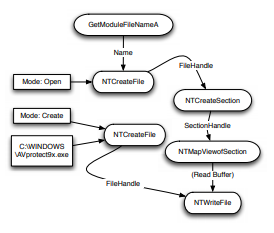 GetModuleFileNameA
Name
FileHandle
Mode: Open
NTCreateFile
NTCreateSection
Mode: Create
SectionHandle
NTCreateFile
C:\WINDOWS
\AVprotect9x.exe
NTMapViewofSection
(Read Buffer)
FileHandle
NTWriteFile